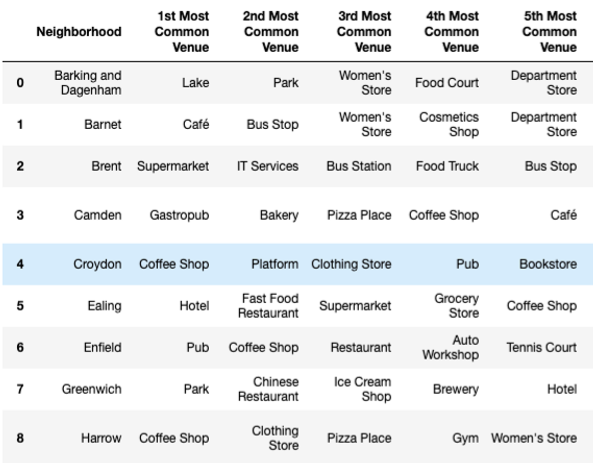 Neighborhood 1st Most Common Venue 2nd Most Common Venue 3rd Most Common Venue 4th Most Common Venue 5th Most Common Venue
0 Barking and Dagenham Lake Park Women's Store Food Court Department Store
1 Barnet Café Bus Stop Women's Store Cosmetics Shop Department Store
2 Brent Supermarket IT Services Bus Station Food Truck Bus Stop
3 Camden Gastropub Bakery Pizza Place Coffee Shop Café
4 Croydon Coffee Shop Platform Clothing Store Pub Bookstore
5 Ealing Hotel Fast Food Restaurant Supermarket Grocery Store Coffee Shop
6 Enfield Pub Coffee Shop Restaurant Auto Workshop Tennis Court
7 Greenwich Park Chinese Restaurant Ice Cream Shop Brewery Hotel
8 Harrow Coffee Shop Clothing Store Pizza Place Gym Women's Store